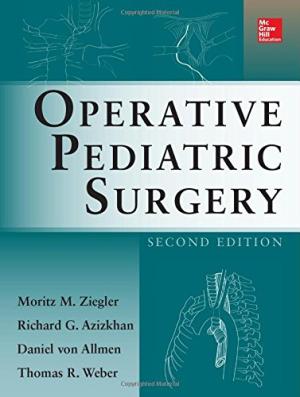 Mc
Graw
Hill
Education
OPERATIVE
PEDIATRIC
SURGERY
SECOND EDITION
Moritz M. Ziegler
Richard G. Azizkhan
Daniel von Allmen
Thomas R. Weber